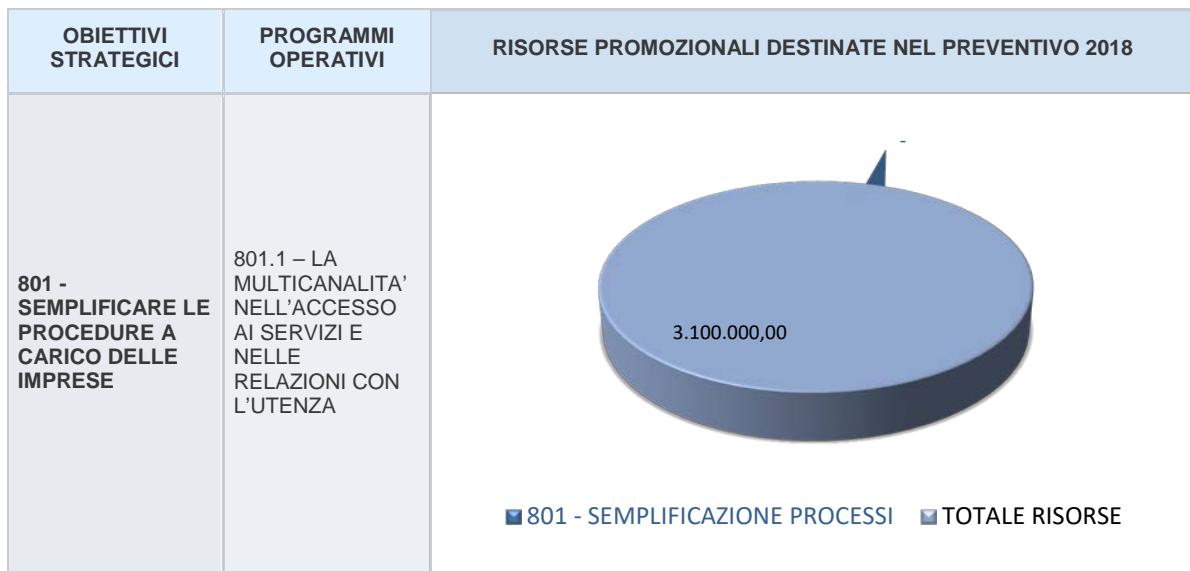 OBIETTIVI
STRATEGICI
PROGRAMMI
OPERATIVI
RISORSE PROMOZIONALI DESTINATE NEL PREVENTIVO 2018
801 -
SEMPLIFICARE LE
PROCEDURE A
CARICO DELLE
IMPRESE
801.1 – LA
MULTICANALITA’
NELL’ACCESSO
AI SERVIZI E
NELLE
RELAZIONI CON
L’UTENZA
-
3.100.000,00
801 - SEMPLIFICAZIONE PROCESSI
TOTALE RISORSE